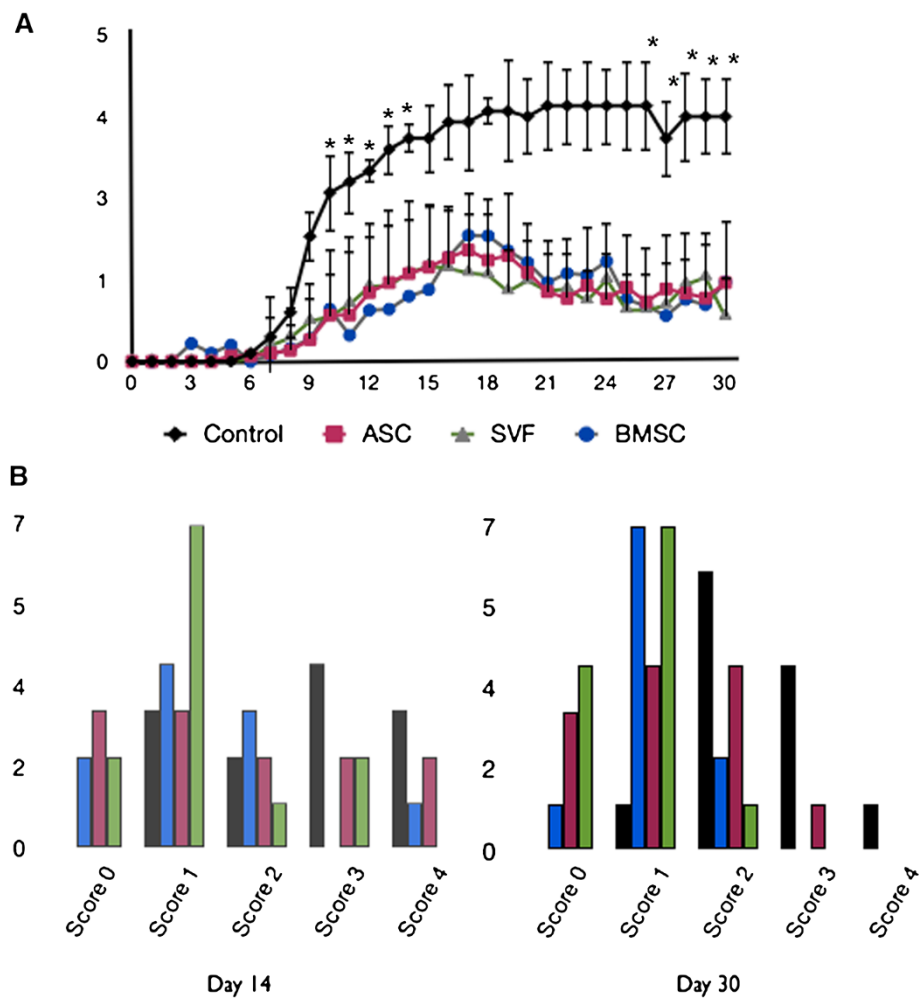 A
5
4
3
1
0
* * * * * * * * * *
0 3 6 9 12 15 18 21 24 27 30
Control ASC SVF BMSC
B
7
5
4
2
0
Score 0 Score 1 Score 2 Score 3 Score 4
Day 14
7
5
4
2
0
Score 0 Score 1 Score 2 Score 3 Score 4
Day 30